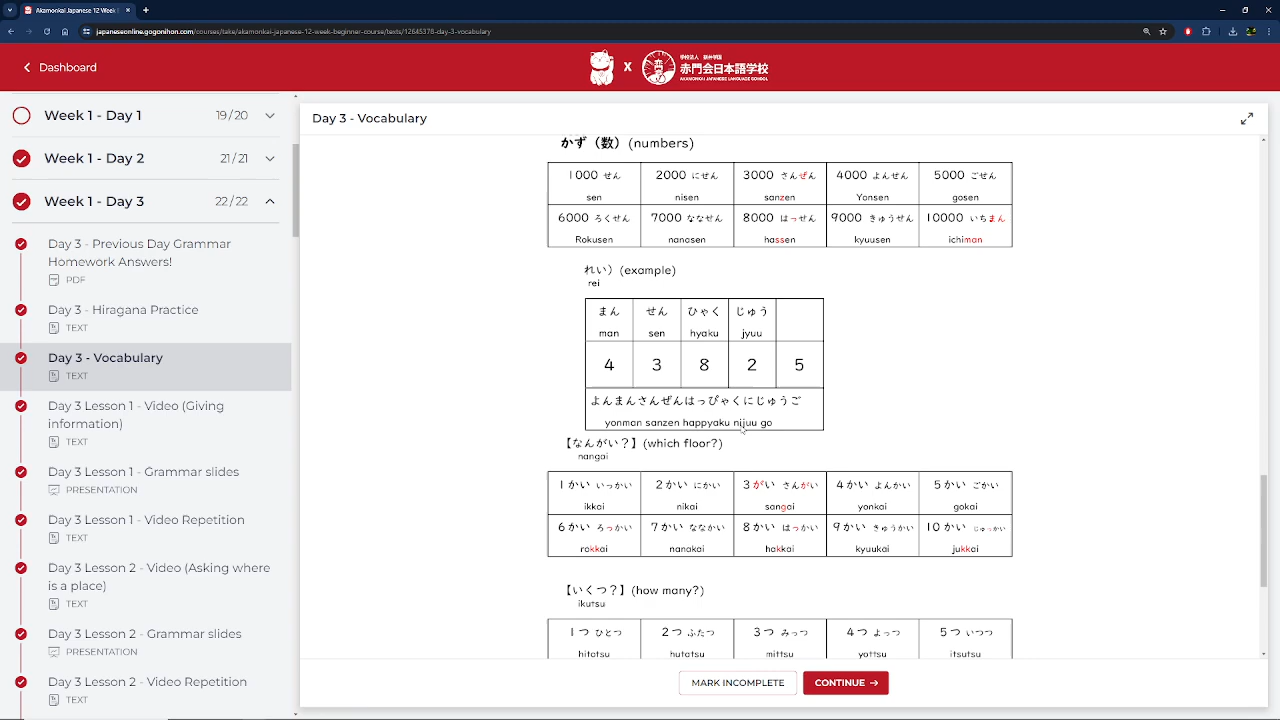 Akamonkai Japanese 12 Week B
japaneseonline.gogonihon.com/courses/take/akamonkai-japanese-12-week-beginner-course/texts/12645378-day-3-vocabulary
Dashboard
X
赤門会日本語学校
AKAMONKAI JAPANESE LANGUAGE SCHOOL
Week 1 - Day 1 19/20
Week 1 - Day 2 21/21
Week 1 - Day 3 22/22
Day 3 - Previous Day Grammar
Homework Answers!
PDF
Day 3 - Hiragana Practice
TEXT
Day 3 - Vocabulary
TEXT
Day 3 Lesson 1 - Video (Giving
information)
TEXT
Day 3 Lesson 1 - Grammar slides
PRESENTATION
Day 3 Lesson 1 - Video Repetition
TEXT
Day 3 Lesson 2 - Video (Asking where
is a place)
TEXT
Day 3 Lesson 2 - Grammar slides
PRESENTATION
Day 3 Lesson 2 - Video Repetition
TEXT
Day 3 - Vocabulary
かず（数）(numbers)
1000 せん 2000 にせん 3000 さんぜん 4000 よんせん 5000 ごせん
sen nisen sanzen Yonsen gosen
6000 ろくせん 7000 ななせん 8000 はっせん 9000 きゅうせん 10000 いちまん
Rokusen nanasen hassen kyuusen ichiman
れい）(example)
rei
まん せん ひゃく じゅう
man sen hyaku jyuu
4 3 8 2 5
よんまんさんぜんはっぴゃくにじゅうご
yonman sanzen happyaku nijuu go
【なんがい？】(which floor?)
nangai
1かい いっかい 2かい にかい 3がい さんがい 4かい よんかい 5かい ごかい
ikkai nikai sangai yonkai gokai
6かい ろっかい 7かい ななかい 8かい はっかい 9かい きゅうかい 10かい じゅっかい
rokkai nanakai hakkai kyuukai jukkai
【いくつ？】(how many?)
ikutsu
1つ ひとつ 2つ ふたつ 3つ みっつ 4つ よっつ 5つ いつつ
hitotsu hutatsu mittsu yottsu itsutsu
MARK INCOMPLETE CONTINUE →